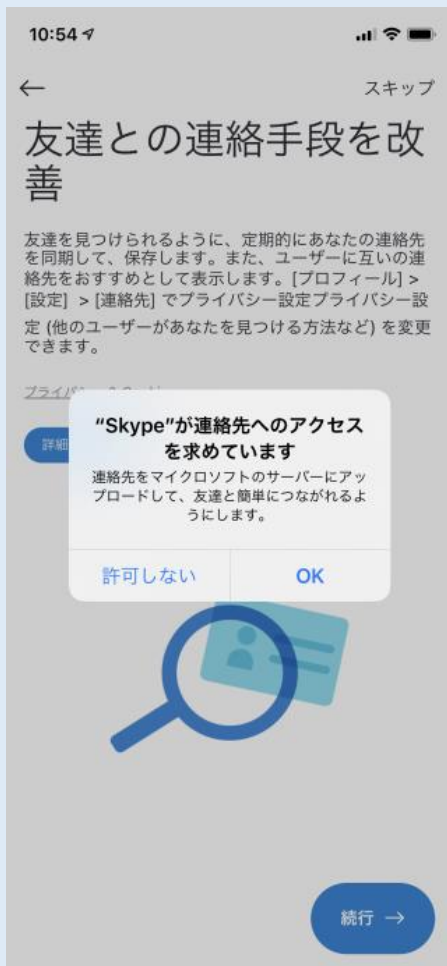 10:54
スキップ
友達との連絡手段を改
善
友達を見つけられるように、定期的にあなたの連絡先
を同期して、保存します。また、ユーザーに互いの連
絡先をおすすめとして表示します。[プロフィール] >
[設定] > [連絡先] でプライバシー設定プライバシー設
定 (他のユーザーがあなたを見つける方法など) を変更
できます。
“Skype”が連絡先へのアクセス
を求めています
連絡先をマイクロソフトのサーバーにアッ
プロードして、友達と簡単につながれるよ
うにします。
詳細
許可しない
OK
続行 →